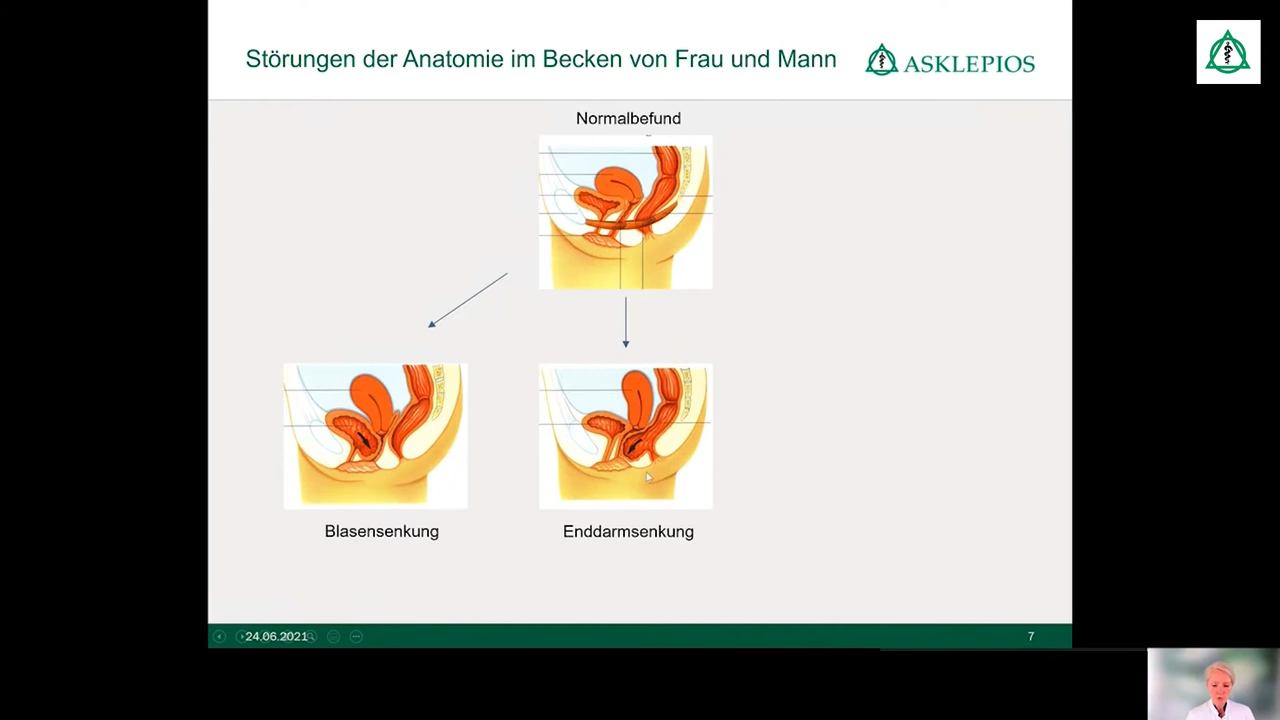 Störungen der Anatomie im Becken von Frau und Mann
ASKLEPIOS
Normalbefund
Blasensenkung
Enddarmsenkung
24.06.2021
7